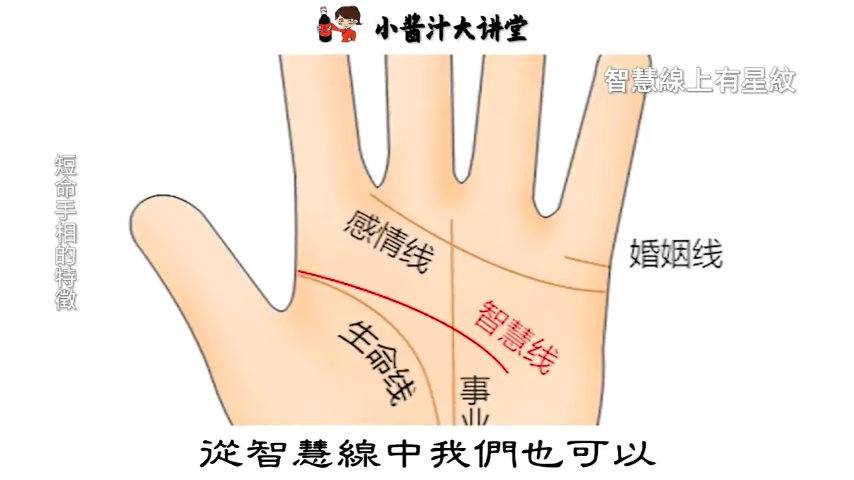 小酱汁大讲堂
智慧線上有星紋
短命手相的特徵
感情线
婚姻线
智慧线
生命线
事业
從智慧線中我們也可以